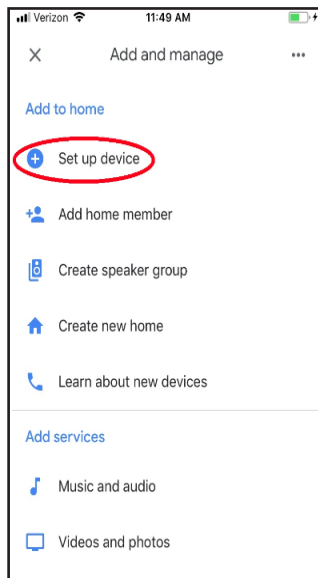 Verizon 11:49 AM
Add and manage
Add to home
Set up device
Add home member
Create speaker group
Create new home
Learn about new devices
Add services
Music and audio
Videos and photos